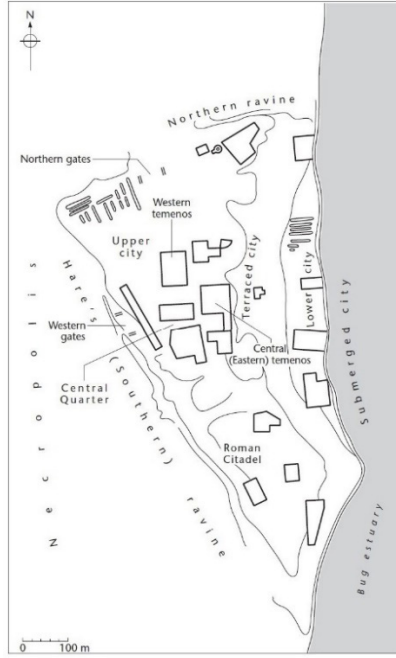 N
Northern ravine
Northern gates
Western
temenos
Upper
city
Hare's
(Southern)
ravine
Necropolis
Western
gates
Central
Quarter
Terraced city
Lower city
Submerged city
Central
(Eastern) temenos
Roman
Citadel
Bug estuary
0
100 m